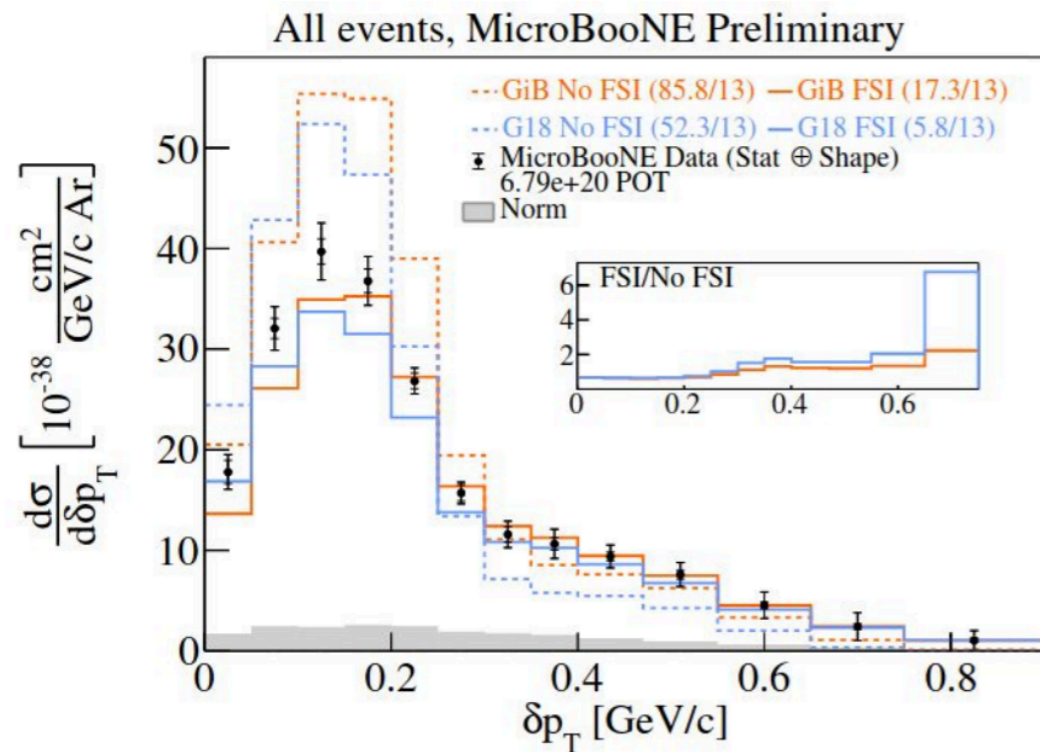 All events, MicroBooNE Preliminary
GiB No FSI (85.8/13) GiB FSI (17.3/13)
G18 No FSI (52.3/13) G18 FSI (5.8/13)
MicroBooNE Data (Stat ⊕ Shape)
6.79e+20 POT
Norm
FSI/No FSI
6
4
2
0 0.2 0.4 0.6
50
40
30
20
10
0
dσ/dδp_T [10⁻³⁸ cm²/(GeV/c Ar)]
0 0.2 0.4 0.6 0.8
δp_T [GeV/c]